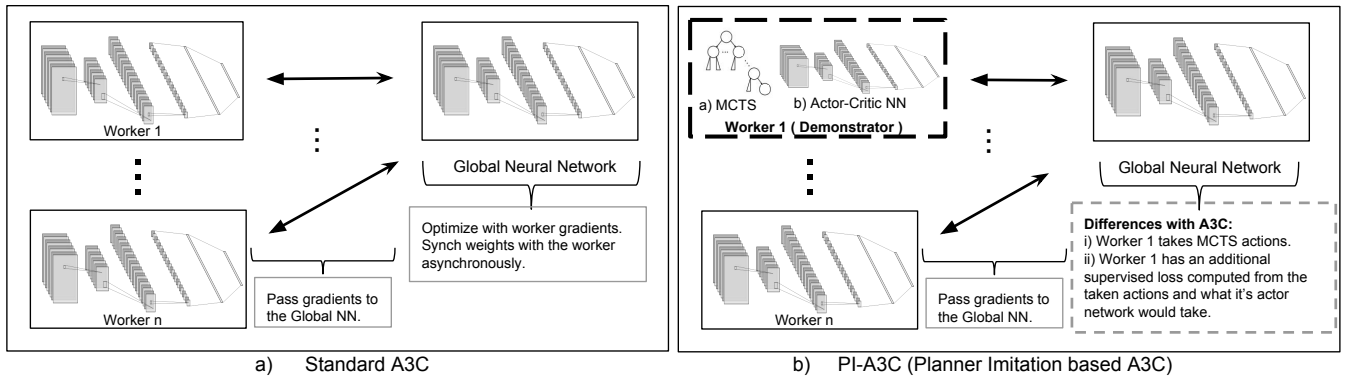 Worker 1
Global Neural Network
Optimize with worker gradients.
Synch weights with the worker
asynchronously.
Pass gradients to
the Global NN.
Worker n
a) Standard A3C
a) MCTS
b) Actor-Critic NN
Worker 1 ( Demonstrator )
Global Neural Network
Differences with A3C:
i) Worker 1 takes MCTS actions.
ii) Worker 1 has an additional
supervised loss computed from the
taken actions and what it's actor
network would take.
Pass gradients to
the Global NN.
Worker n
b) PI-A3C (Planner Imitation based A3C)